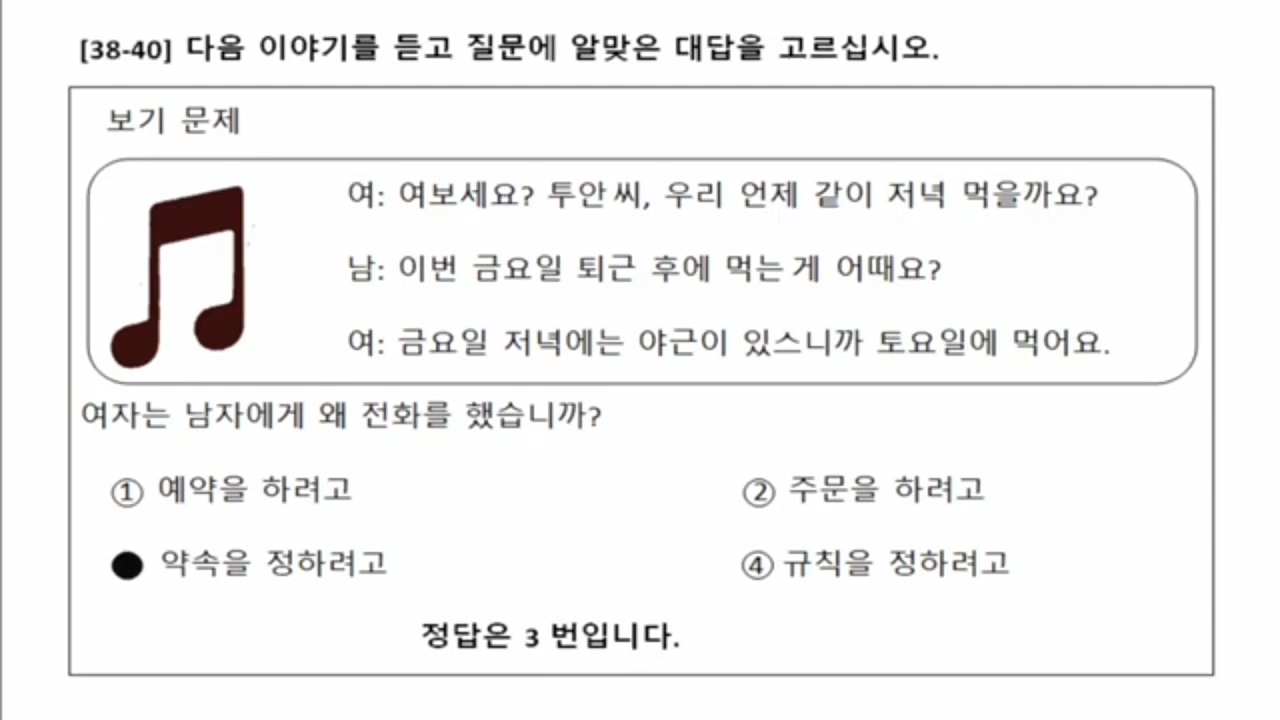 [38-40] 다음 이야기를 듣고 질문에 알맞은 대답을 고르십시오.
보기 문제
여: 여보세요? 투안씨, 우리 언제 같이 저녁 먹을까요?
남: 이번 금요일 퇴근 후에 먹는게 어때요?
여: 금요일 저녁에는 야근이 있스니까 토요일에 먹어요.
여자는 남자에게 왜 전화를 했습니까?
① 예약을 하려고 ② 주문을 하려고
● 약속을 정하려고 ④ 규칙을 정하려고
정답은 3 번입니다.